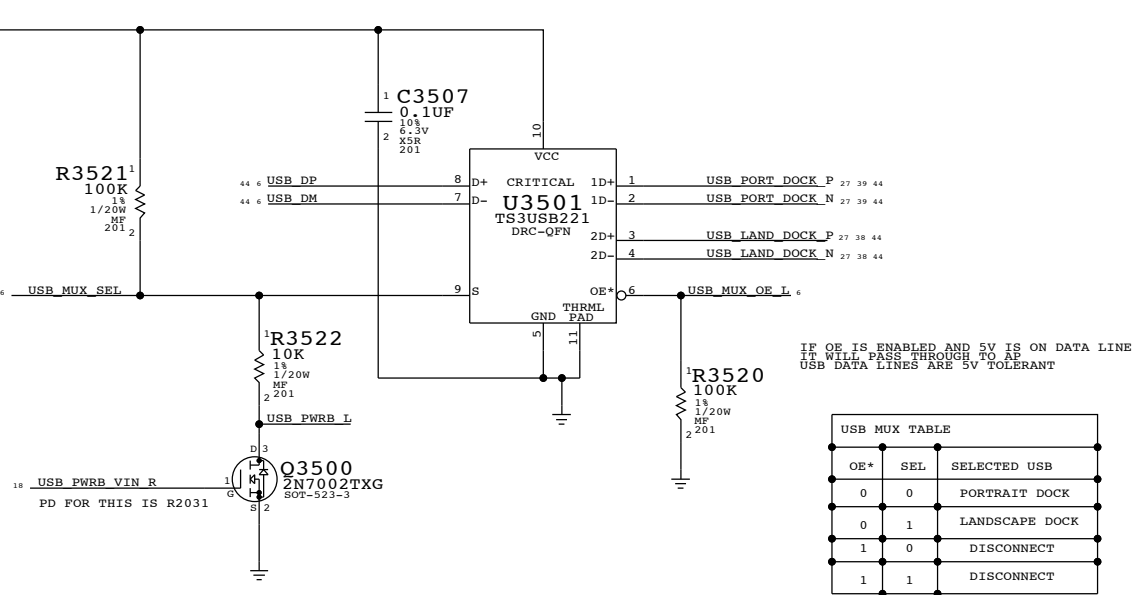 1
C3507
0.1UF
10%
6.3V
X5R
201
2
10
VCC
R3521
1
100K
1%
1/20W
MF
201
2
44 6 USB_DP 8 D+ CRITICAL 1D+ 1 USB_PORT_DOCK_P 27 39 44
44 6 USB_DM 7 D- U3501 1D- 2 USB_PORT_DOCK_N 27 39 44
TS3USB221
DRC-QFN
2D+ 3 USB_LAND_DOCK_P 27 38 44
2D- 4 USB_LAND_DOCK_N 27 38 44
6 USB_MUX_SEL 9 S OE* 6 USB_MUX_OE_L 6
THRML
GND PAD
5 11
1
R3522
10K
1%
1/20W
MF
2 201
USB_PWRB_L
1
R3520
100K
1%
1/20W
MF
2 201
D 3
Q3500
2N7002TXG
SOT-523-3
18 USB_PWRB_VIN_R 1
G
S 2
PD FOR THIS IS R2031
IF OE IS ENABLED AND 5V IS ON DATA LINE
IT WILL PASS THROUGH TO AP
USB DATA LINES ARE 5V TOLERANT
USB MUX TABLE
OE* SEL SELECTED USB
0 0 PORTRAIT DOCK
0 1 LANDSCAPE DOCK
1 0 DISCONNECT
1 1 DISCONNECT